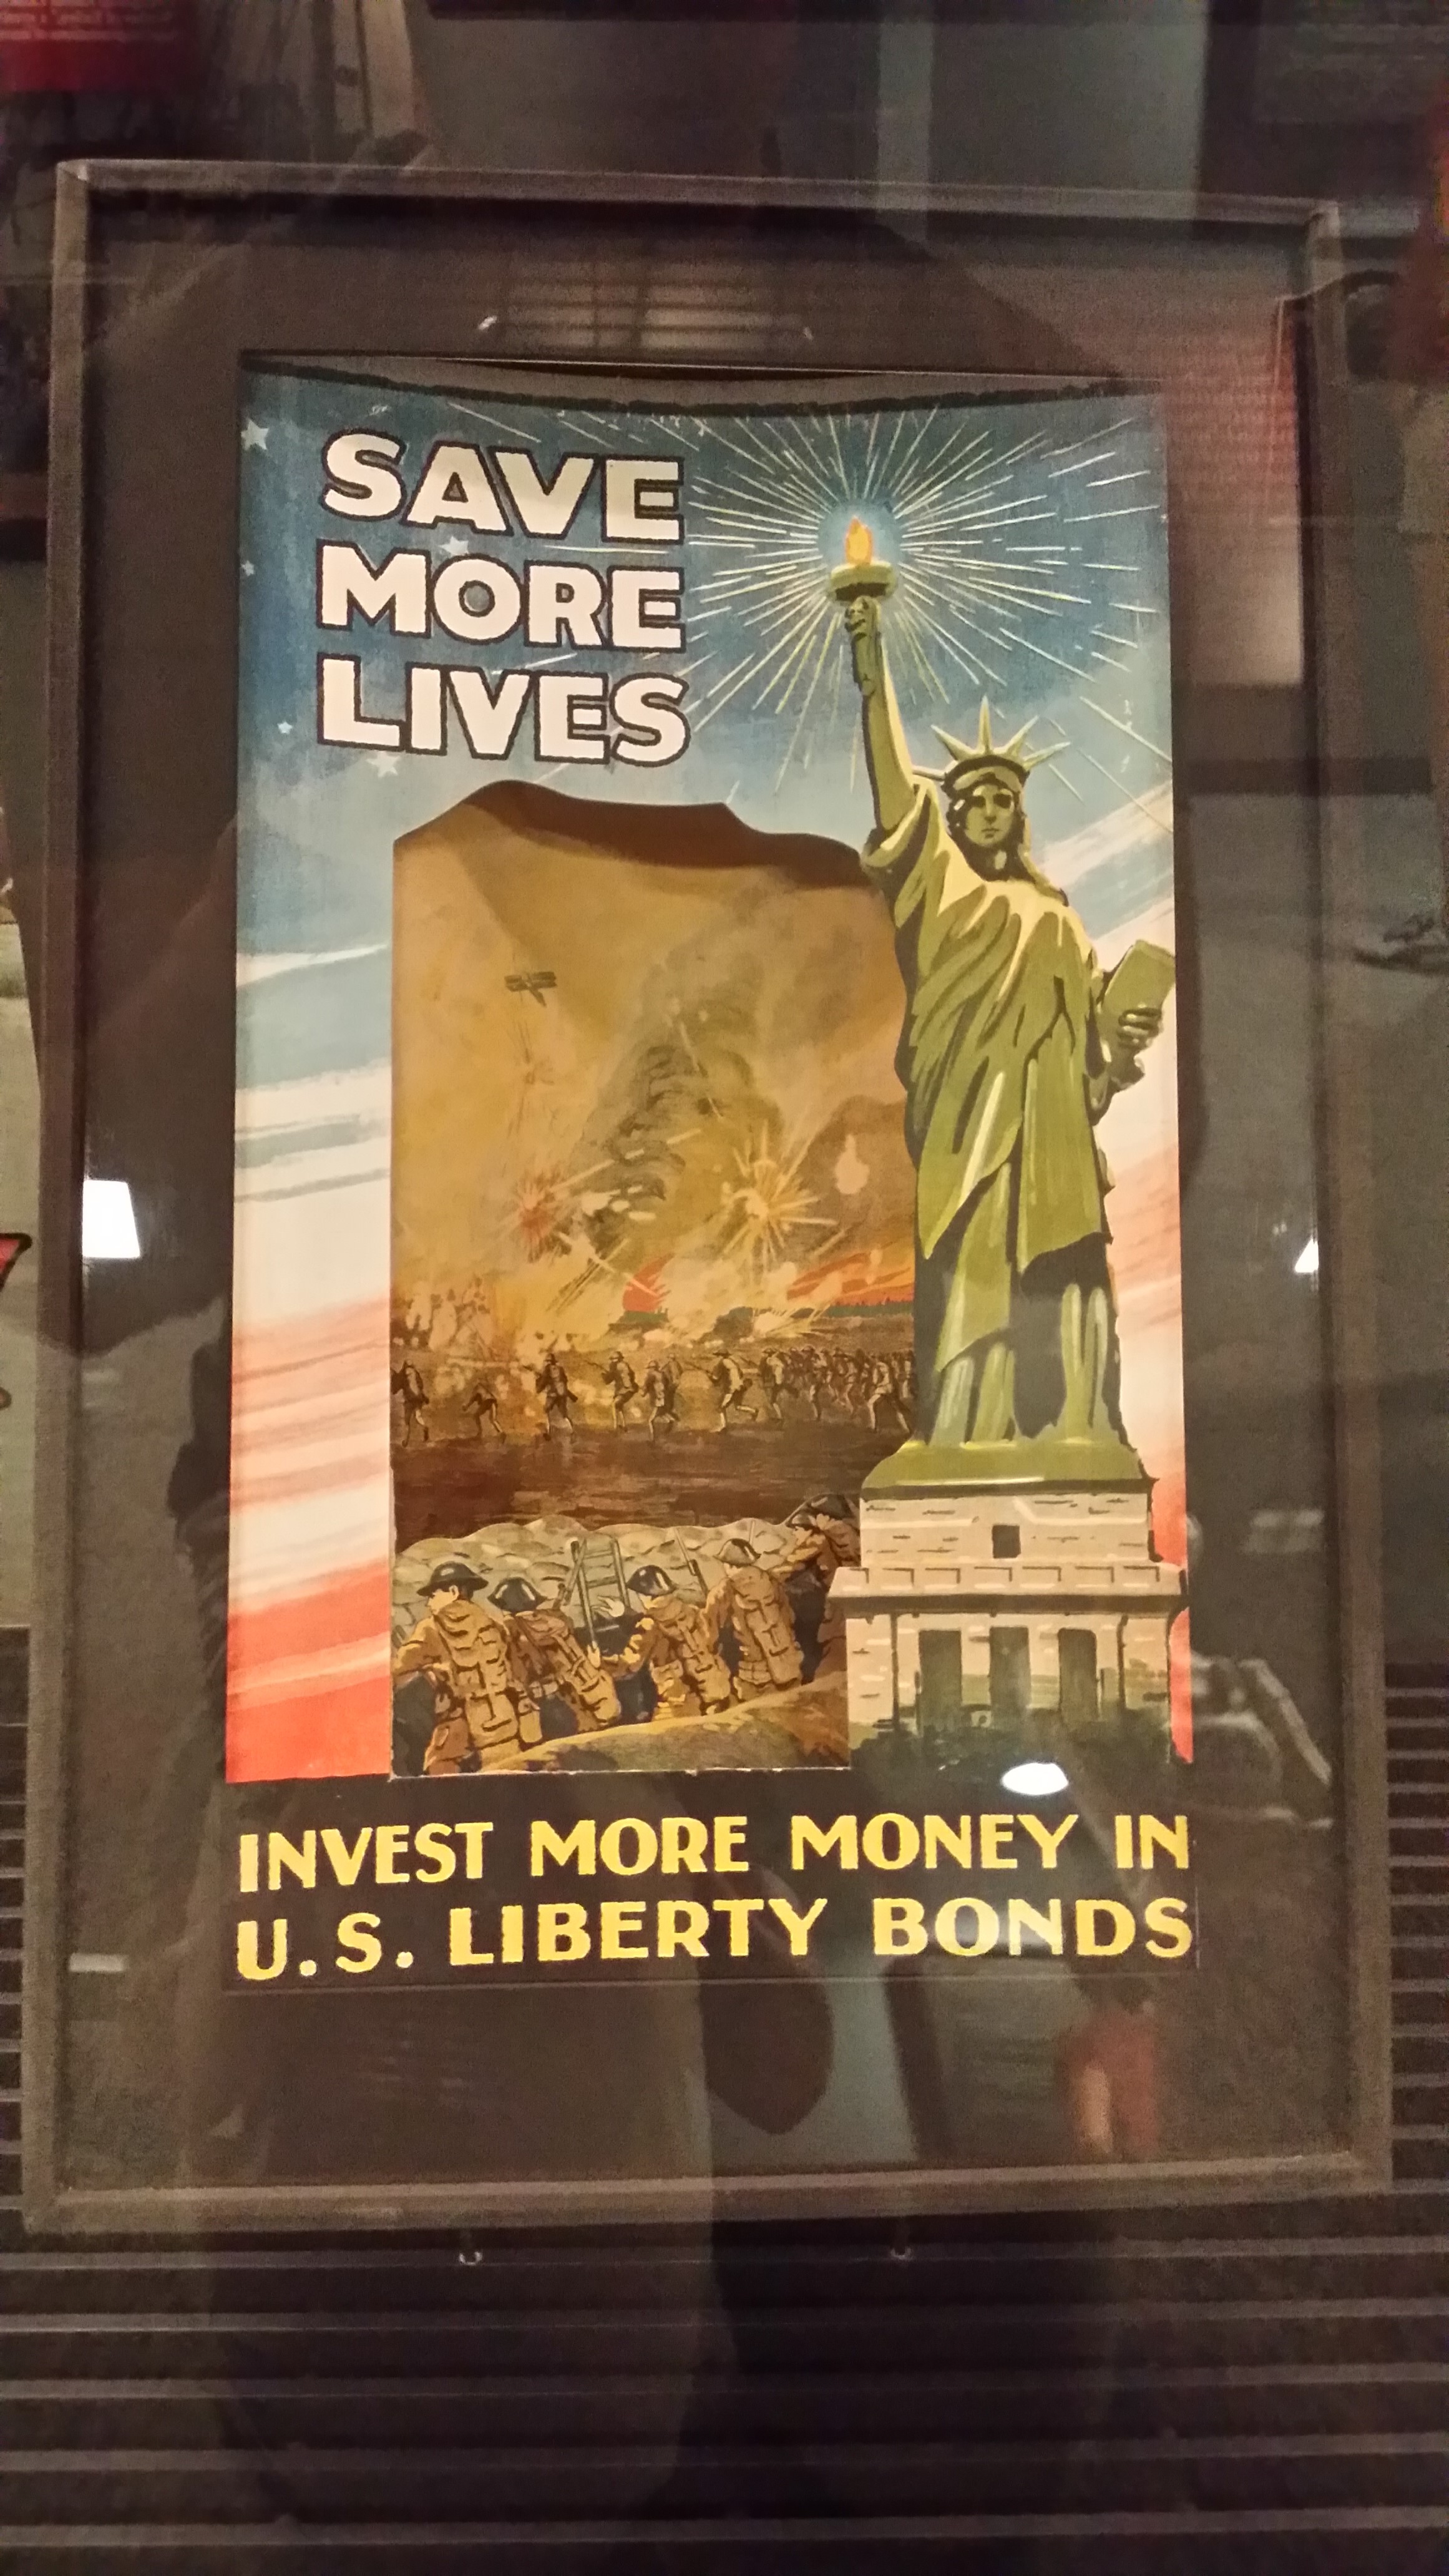 SAVE
MORE
LIVES
INVEST MORE MONEY IN
U.S. LIBERTY BONDS